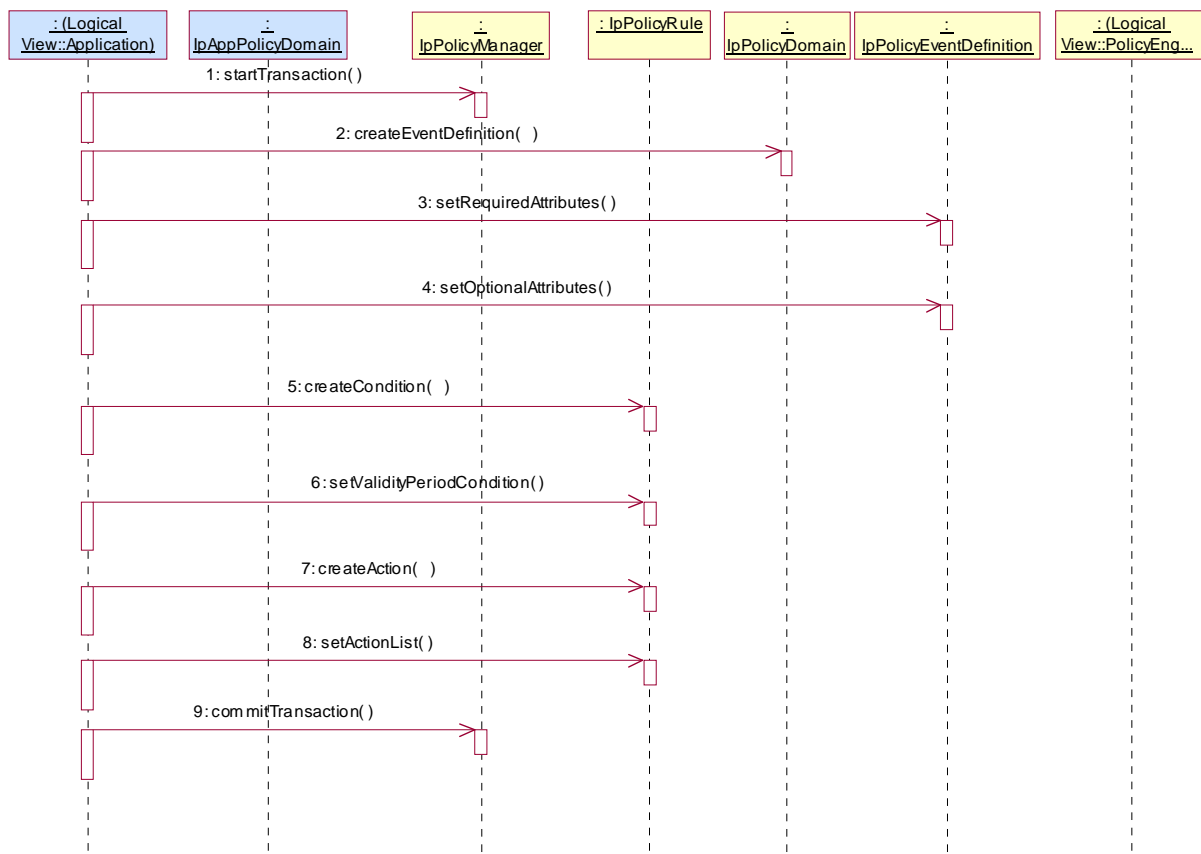 : (Logical
View::Application)
:
IpAppPolicyDomain
:
IpPolicyManager
: IpPolicyRule
:
IpPolicyDomain
:
IpPolicyEventDefinition
: (Logical
View::PolicyEng...
1: startTransaction( )
2: createEventDefinition( )
3: setRequiredAttributes( )
4: setOptionalAttributes( )
5: createCondition( )
6: setValidityPeriodCondition( )
7: createAction( )
8: setActionList( )
9: commitTransaction( )